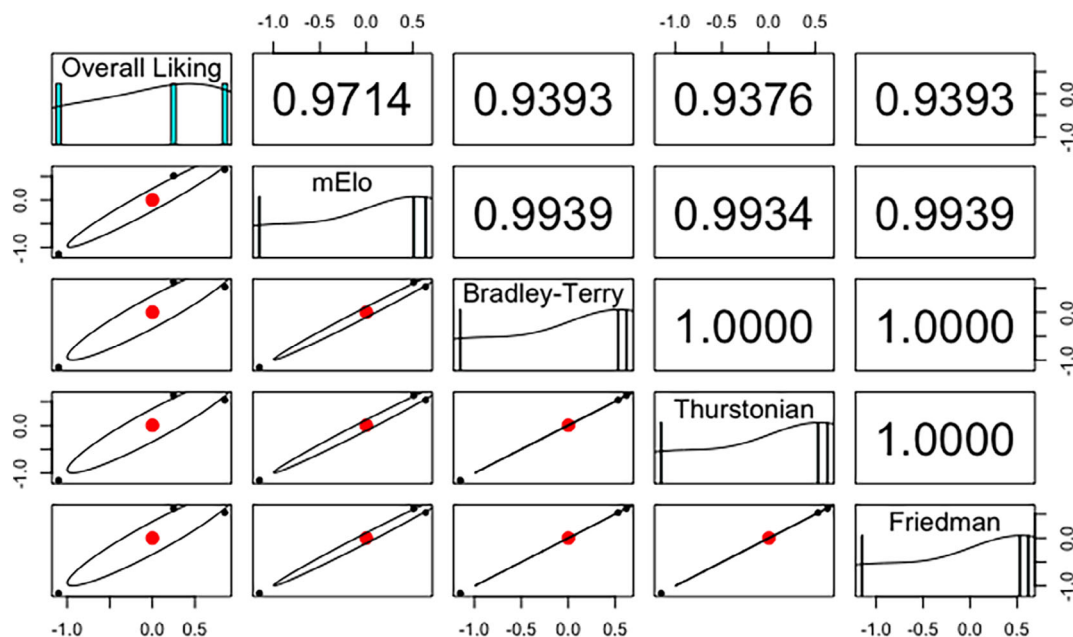 -1.0 -0.5 0.0 0.5 -1.0 -0.5 0.0 0.5
Overall Liking 0.9714 0.9393 0.9376 0.9393 -1.0 0.0
-1.0 0.0 mElo 0.9939 0.9934 0.9939
Bradley-Terry 1.0000 1.0000 -1.0 0.0
-1.0 0.0 Thurstonian 1.0000
Friedman -1.0 0.0
-1.0 0.0 0.5 -1.0 -0.5 0.0 0.5 -1.0 -0.5 0.0 0.5